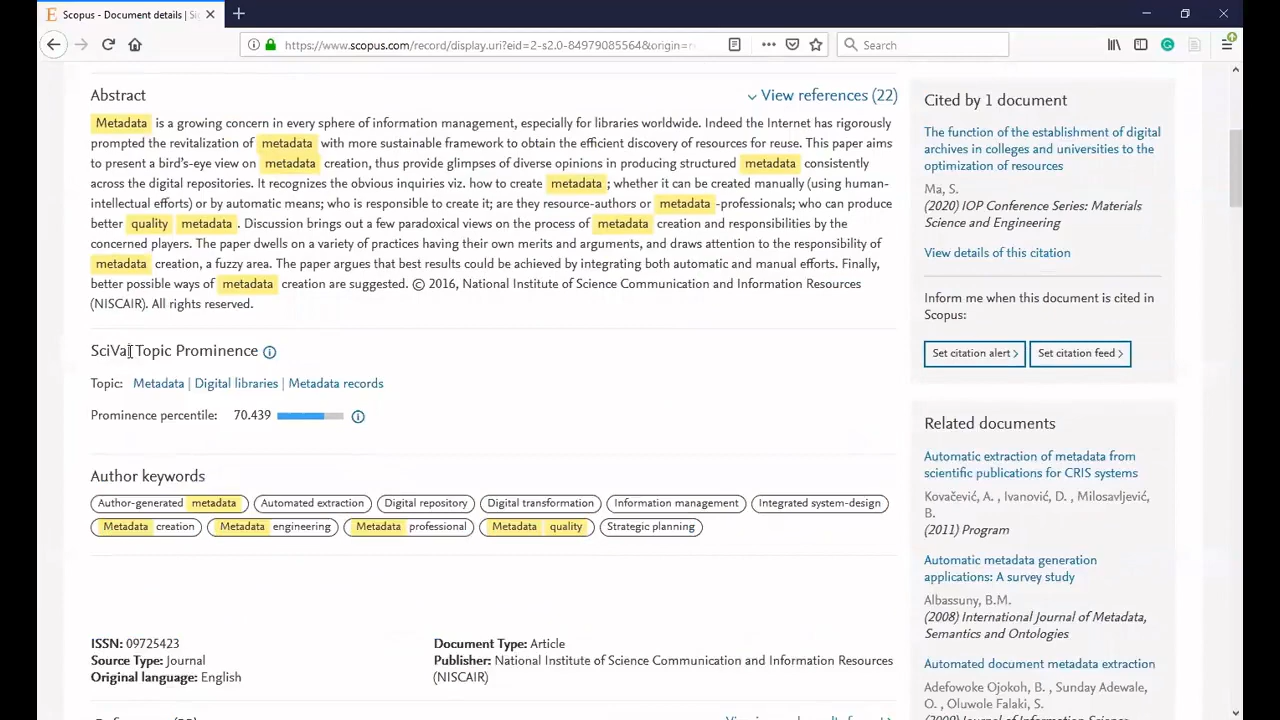 Scopus - Document details | Si
https://www.scopus.com/record/display.uri?eid=2-s2.0-84979085564&origin=r
Search
Abstract
View references (22)
Metadata is a growing concern in every sphere of information management, especially for libraries worldwide. Indeed the Internet has rigorously
prompted the revitalization of metadata with more sustainable framework to obtain the efficient discovery of resources for reuse. This paper aims
to present a bird's-eye view on metadata creation, thus provide glimpses of diverse opinions in producing structured metadata consistently
across the digital repositories. It recognizes the obvious inquiries viz. how to create metadata ; whether it can be created manually (using human-
intellectual efforts) or by automatic means; who is responsible to create it; are they resource-authors or metadata -professionals; who can produce
better quality metadata . Discussion brings out a few paradoxical views on the process of metadata creation and responsibilities by the
concerned players. The paper dwells on a variety of practices having their own merits and arguments, and draws attention to the responsibility of
metadata creation, a fuzzy area. The paper argues that best results could be achieved by integrating both automatic and manual efforts. Finally,
better possible ways of metadata creation are suggested. © 2016, National Institute of Science Communication and Information Resources
(NISCAIR). All rights reserved.
SciVal Topic Prominence
Topic: Metadata | Digital libraries | Metadata records
Prominence percentile: 70.439
Author keywords
Author-generated metadata Automated extraction Digital repository Digital transformation Information management Integrated system-design
Metadata creation Metadata engineering Metadata professional Metadata quality Strategic planning
ISSN: 09725423
Source Type: Journal
Original language: English
Document Type: Article
Publisher: National Institute of Science Communication and Information Resources
(NISCAIR)
Cited by 1 document
The function of the establishment of digital
archives in colleges and universities to the
optimization of resources
Ma, S.
(2020) IOP Conference Series: Materials
Science and Engineering
View details of this citation
Inform me when this document is cited in
Scopus:
Set citation alert > Set citation feed >
Related documents
Automatic extraction of metadata from
scientific publications for CRIS systems
Kovačević, A. , Ivanović, D. , Milosavljević,
B.
(2011) Program
Automatic metadata generation
applications: A survey study
Albassuny, B.M.
(2008) International Journal of Metadata,
Semantics and Ontologies
Automated document metadata extraction
Adefowoke Ojokoh, B. , Sunday Adewale,
O. , Oluwole Falaki, S.